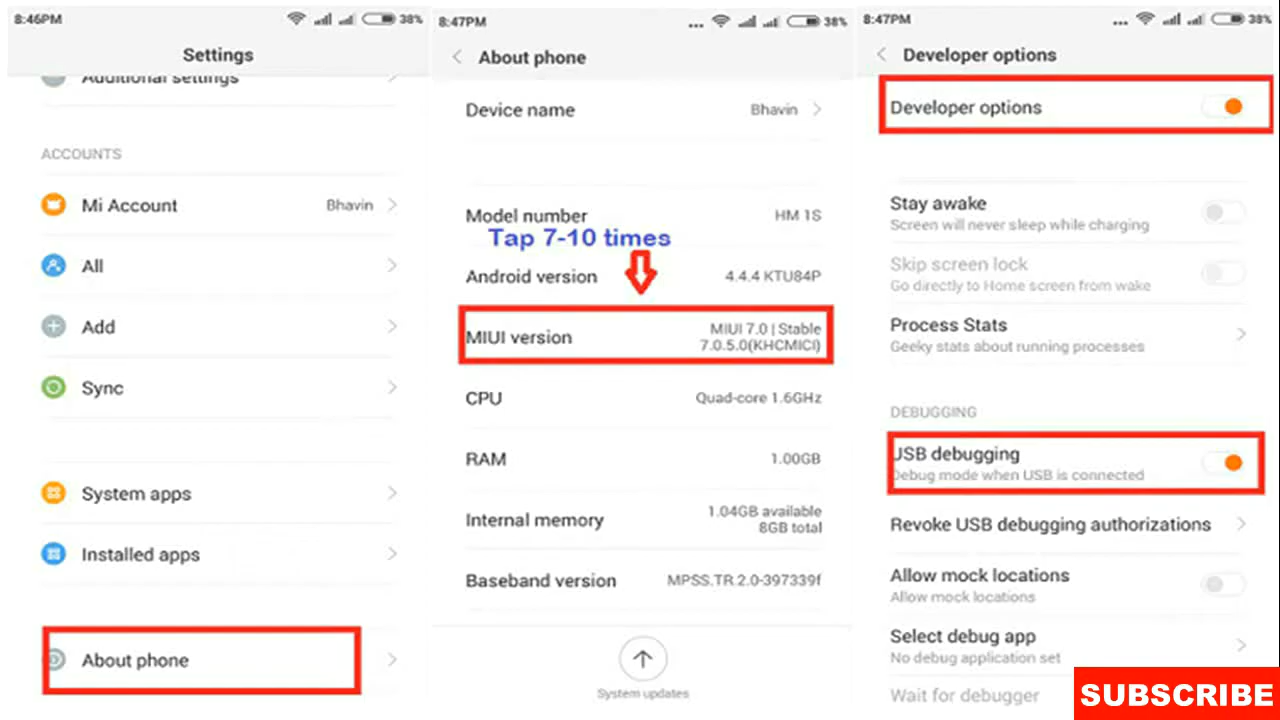 8:46PM 38%
Settings
Additional settings
ACCOUNTS
Mi Account Bhavin
All
Add
Sync
System apps
Installed apps
About phone
8:47PM ... 38%
About phone
Device name Bhavin
Model number HM 1S
Tap 7-10 times
Android version 4.4.4 KTU84P
MIUI version
MIUI 7.0 | Stable
7.0.5.0(KHCMICI)
CPU Quad-core 1.6GHz
RAM 1.00GB
Internal memory
1.04GB available
8GB total
Baseband version MPSS.TR.2.0-397339f
System updates
8:47PM ... 38%
Developer options
Developer options
Stay awake
Screen will never sleep while charging
Skip screen lock
Go directly to Home screen from wake
Process Stats
Geeky stats about running processes
DEBUGGING
USB debugging
Debug mode when USB is connected
Revoke USB debugging authorizations
Allow mock locations
Allow mock locations
Select debug app
No debug application set
Wait for debugger
SUBSCRIBE